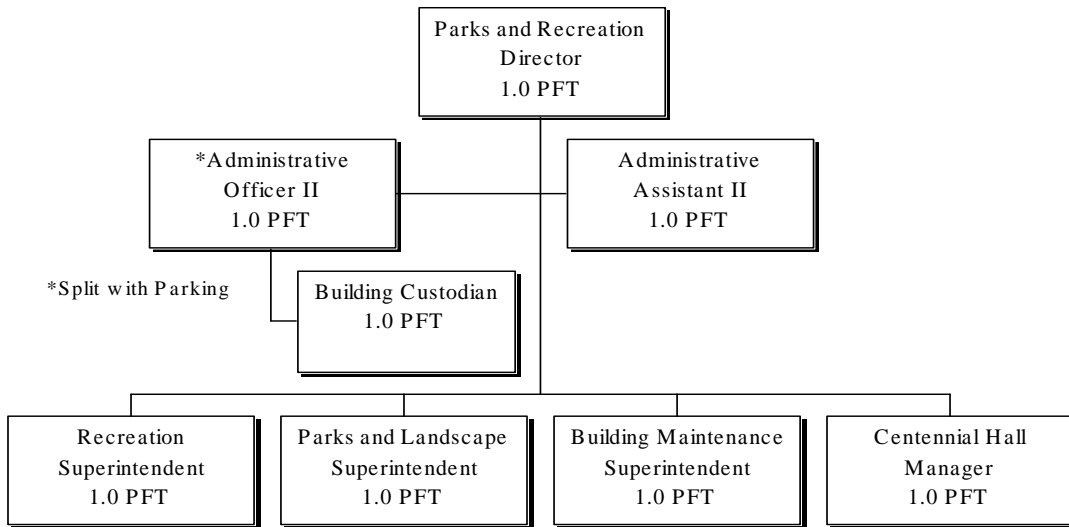 Parks and Recreation
Director
1.0 PFT
*Administrative
Officer II
1.0 PFT
Administrative
Assistant II
1.0 PFT
*Split with Parking
Building Custodian
1.0 PFT
Recreation
Superintendent
1.0 PFT
Parks and Landscape
Superintendent
1.0 PFT
Building Maintenance
Superintendent
1.0 PFT
Centennial Hall
Manager
1.0 PFT